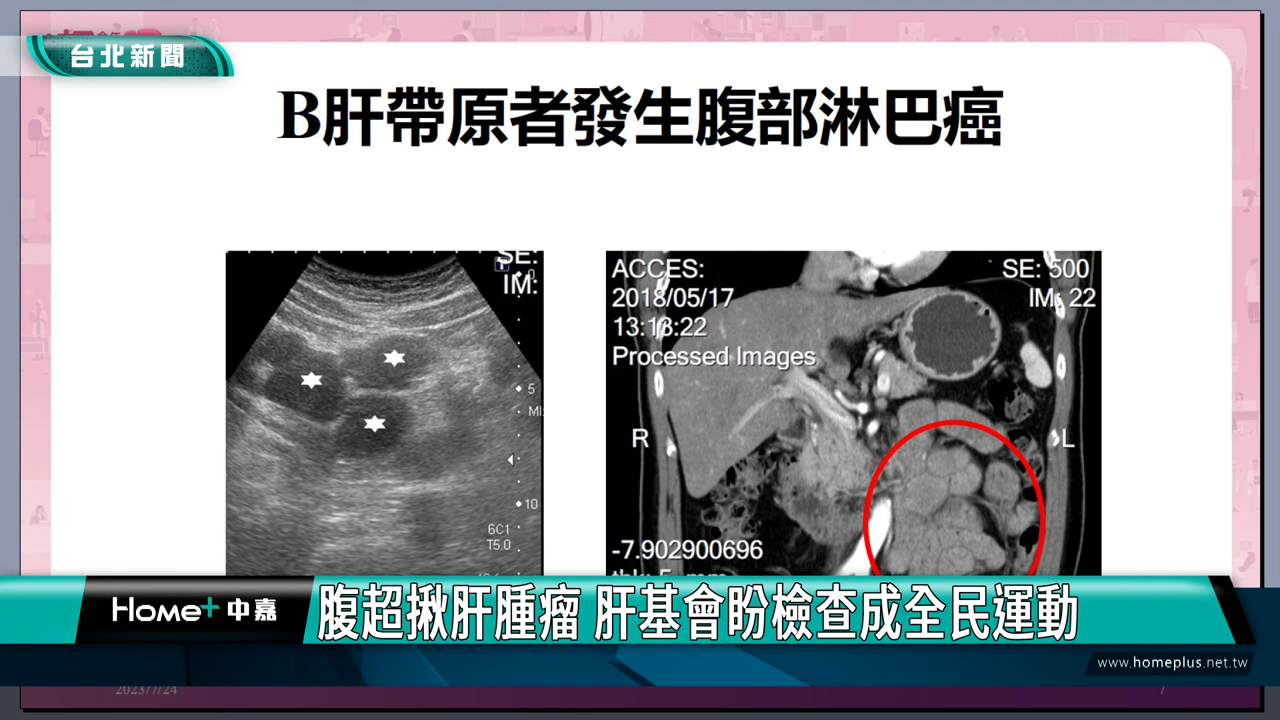 台北新聞
B肝帶原者發生腹部淋巴癌
SE:
IM:
0
5
MI:
10
6C1
T5.0
ACCES:
2018/05/17
13:13:22
Processed Images
SE: 500
IM: 22
R
L
-7.902900696
Home+ 中嘉
腹超揪肝腫瘤 肝基會盼檢查成全民運動
www.homeplus.net.tw
2023/7/24
7